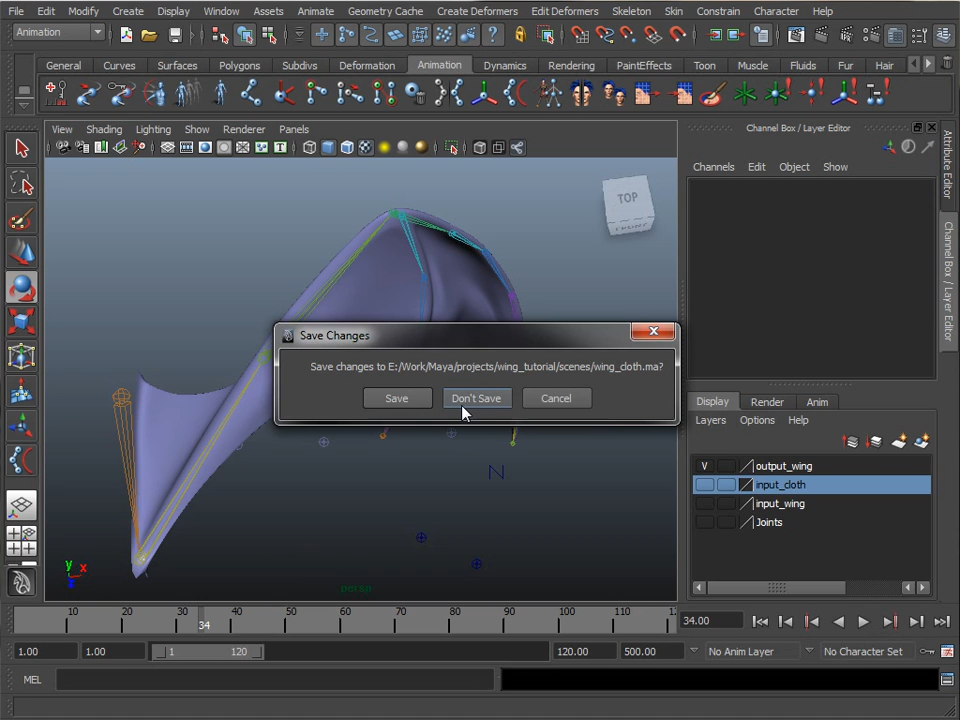 File Edit Modify Create Display Window Assets Animate Geometry Cache Create Deformers Edit Deformers Skeleton Skin Constrain Character Help
Animation
General Curves Surfaces Polygons Subdivs Deformation Animation Dynamics Rendering PaintEffects Toon Muscle Fluids Fur Hair
View Shading Lighting Show Renderer Panels
Channel Box / Layer Editor
Channels Edit Object Show
TOP
FRONT
Attribute Editor
Channel Box / Layer Editor
Save Changes
Save changes to E:/Work/Maya/projects/wing_tutorial/scenes/wing_cloth.ma?
Save Don't Save Cancel
Display Render Anim
Layers Options Help
V output_wing
input_cloth
input_wing
Joints
N
y x
z
persp
10 20 30 40 50 60 70 80 90 100 110
34
34.00
1.00 1.00 1 120 120.00 500.00 No Anim Layer No Character Set
MEL